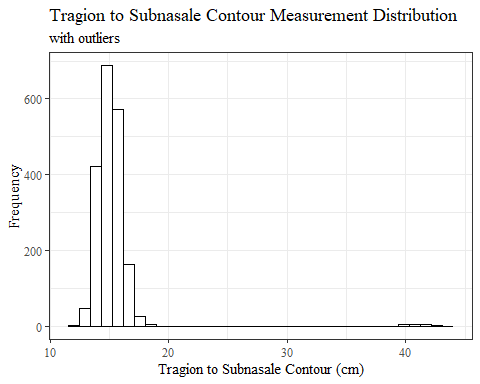 Tragion to Subnasale Contour Measurement Distribution
with outliers
Frequency
600
400
200
0
10 20 30 40
Tragion to Subnasale Contour (cm)